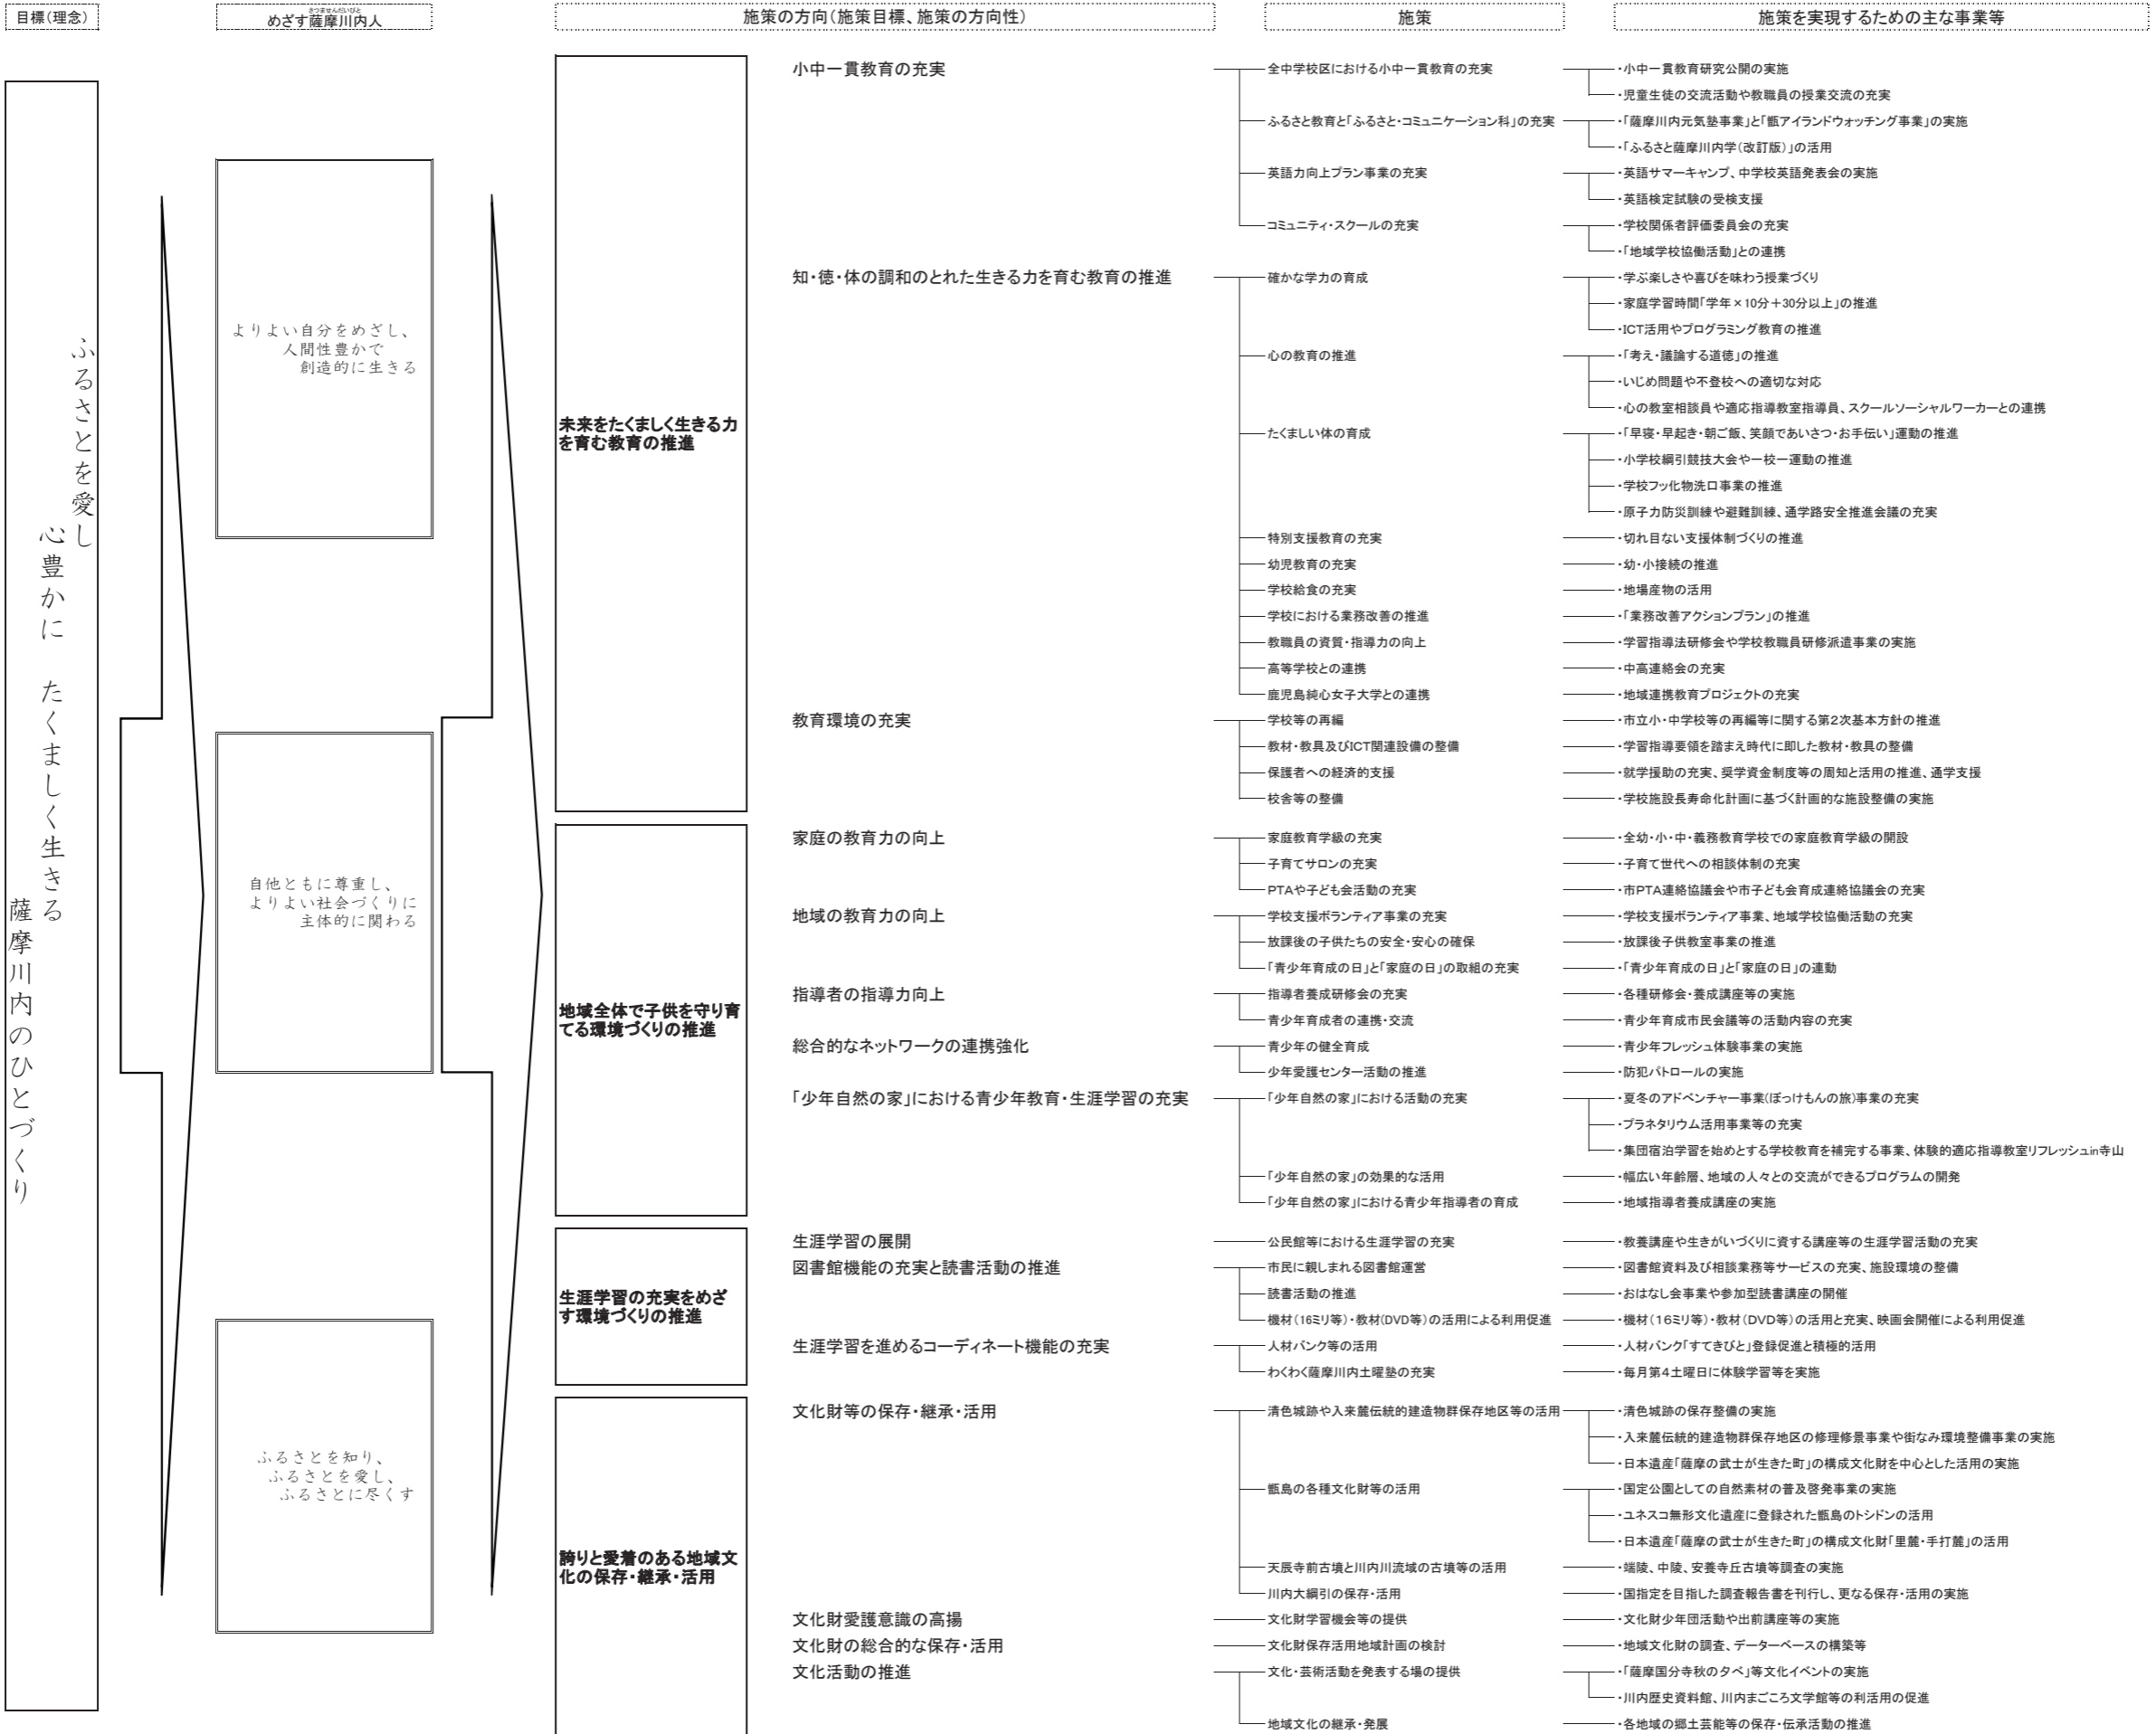 目標(理念)
さつませんだいびと
めざす薩摩川内人
施策の方向(施策目標、施策の方向性)
施策
施策を実現するための主な事業等
ふるさとを愛し
心豊かに　たくましく生きる
薩摩川内のひとづくり
よりよい自分をめざし、
人間性豊かで
創造的に生きる
自他ともに尊重し、
よりよい社会づくりに
主体的に関わる
ふるさとを知り、
ふるさとを愛し、
ふるさとに尽くす
未来をたくましく生きる力
を育む教育の推進
小中一貫教育の充実
全中学校区における小中一貫教育の充実
・小中一貫教育研究公開の実施
・児童生徒の交流活動や教職員の授業交流の充実
ふるさと教育と「ふるさと・コミュニケーション科」の充実
・「薩摩川内元気塾事業」と「甑アイランドウォッチング事業」の実施
・「ふるさと薩摩川内学(改訂版)」の活用
英語力向上プラン事業の充実
・英語サマーキャンプ、中学校英語発表会の実施
・英語検定試験の受検支援
コミュニティ・スクールの充実
・学校関係者評価委員会の充実
・「地域学校協働活動」との連携
知・徳・体の調和のとれた生きる力を育む教育の推進
確かな学力の育成
・学ぶ楽しさや喜びを味わう授業づくり
・家庭学習時間「学年×10分＋30分以上」の推進
・ICT活用やプログラミング教育の推進
心の教育の推進
・「考え・議論する道徳」の推進
・いじめ問題や不登校への適切な対応
・心の教室相談員や適応指導教室指導員、スクールソーシャルワーカーとの連携
たくましい体の育成
・「早寝・早起き・朝ご飯、笑顔であいさつ・お手伝い」運動の推進
・小学校綱引競技大会や一校一運動の推進
・学校フッ化物洗口事業の推進
・原子力防災訓練や避難訓練、通学路安全推進会議の充実
特別支援教育の充実
・切れ目ない支援体制づくりの推進
幼児教育の充実
・幼・小接続の推進
学校給食の充実
・地場産物の活用
学校における業務改善の推進
・「業務改善アクションプラン」の推進
教職員の資質・指導力の向上
・学習指導法研修会や学校教職員研修派遣事業の実施
高等学校との連携
・中高連絡会の充実
鹿児島純心女子大学との連携
・地域連携教育プロジェクトの充実
教育環境の充実
学校等の再編
・市立小・中学校等の再編等に関する第２次基本方針の推進
教材・教具及びICT関連設備の整備
・学習指導要領を踏まえ時代に即した教材・教具の整備
保護者への経済的支援
・就学援助の充実、奨学資金制度等の周知と活用の推進、通学支援
校舎等の整備
・学校施設長寿命化計画に基づく計画的な施設整備の実施
地域全体で子供を守り育
てる環境づくりの推進
家庭の教育力の向上
家庭教育学級の充実
・全幼・小・中・義務教育学校での家庭教育学級の開設
子育てサロンの充実
・子育て世代への相談体制の充実
PTAや子ども会活動の充実
・市PTA連絡協議会や市子ども会育成連絡協議会の充実
地域の教育力の向上
学校支援ボランティア事業の充実
・学校支援ボランティア事業、地域学校協働活動の充実
放課後の子供たちの安全・安心の確保
・放課後子供教室事業の推進
「青少年育成の日」と「家庭の日」の取組の充実
・「青少年育成の日」と「家庭の日」の連動
指導者の指導力向上
指導者養成研修会の充実
・各種研修会・養成講座等の実施
青少年育成者の連携・交流
・青少年育成市民会議等の活動内容の充実
総合的なネットワークの連携強化
青少年の健全育成
・青少年フレッシュ体験事業の実施
少年愛護センター活動の推進
・防犯パトロールの実施
「少年自然の家」における青少年教育・生涯学習の充実
「少年自然の家」における活動の充実
・夏冬のアドベンチャー事業(ぼっけもんの旅)事業の充実
・プラネタリウム活用事業等の充実
・集団宿泊学習を始めとする学校教育を補完する事業、体験的適応指導教室リフレッシュin寺山
「少年自然の家」の効果的な活用
・幅広い年齢層、地域の人々との交流ができるプログラムの開発
「少年自然の家」における青少年指導者の育成
・地域指導者養成講座の実施
生涯学習の充実をめざ
す環境づくりの推進
生涯学習の展開
公民館等における生涯学習の充実
・教養講座や生きがいづくりに資する講座等の生涯学習活動の充実
図書館機能の充実と読書活動の推進
市民に親しまれる図書館運営
・図書館資料及び相談業務等サービスの充実、施設環境の整備
読書活動の推進
・おはなし会事業や参加型読書講座の開催
機材(16ミリ等)・教材(DVD等)の活用による利用促進
・機材(１６ミリ等)・教材(DVD等)の活用と充実、映画会開催による利用促進
生涯学習を進めるコーディネート機能の充実
人材バンク等の活用
・人材バンク「すてきびと」登録促進と積極的活用
わくわく薩摩川内土曜塾の充実
・毎月第４土曜日に体験学習等を実施
誇りと愛着のある地域文
化の保存・継承・活用
文化財等の保存・継承・活用
清色城跡や入来麓伝統的建造物群保存地区等の活用
・清色城跡の保存整備の実施
・入来麓伝統的建造物群保存地区の修理修景事業や街なみ環境整備事業の実施
・日本遺産「薩摩の武士が生きた町」の構成文化財を中心とした活用の実施
甑島の各種文化財等の活用
・国定公園としての自然素材の普及啓発事業の実施
・ユネスコ無形文化遺産に登録された甑島のトシドンの活用
・日本遺産「薩摩の武士が生きた町」の構成文化財「里麓・手打麓」の活用
天辰寺前古墳と川内川流域の古墳等の活用
・端陵、中陵、安養寺丘古墳等調査の実施
川内大綱引の保存・活用
・国指定を目指した調査報告書を刊行し、更なる保存・活用の実施
文化財愛護意識の高揚
文化財学習機会等の提供
・文化財少年団活動や出前講座等の実施
文化財の総合的な保存・活用
文化財保存活用地域計画の検討
・地域文化財の調査、データーベースの構築等
文化活動の推進
文化・芸術活動を発表する場の提供
・「薩摩国分寺秋の夕べ」等文化イベントの実施
・川内歴史資料館、川内まごころ文学館等の利活用の促進
地域文化の継承・発展
・各地域の郷土芸能等の保存・伝承活動の推進